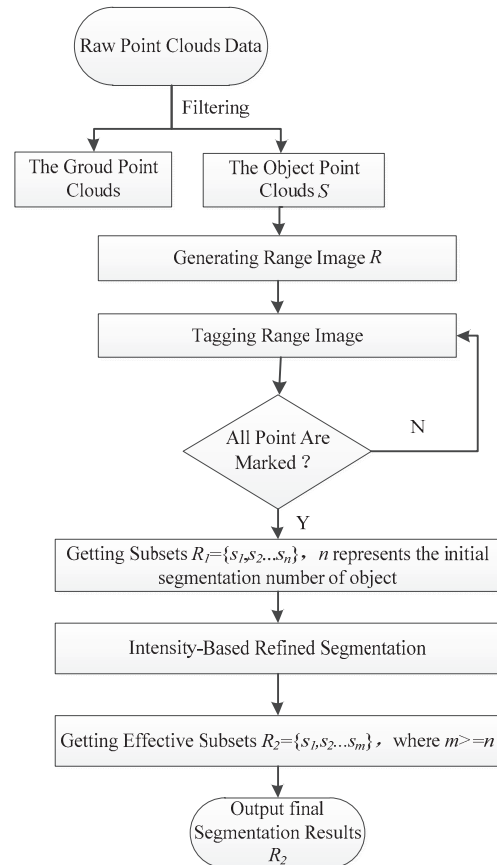 Raw Point Clouds Data
Filtering
The Groud Point
Clouds
The Object Point
Clouds S
Generating Range Image R
Tagging Range Image
All Point Are
Marked？
N
Y
Getting Subsets R₁={s₁,s₂...sₙ}，n represents the initial
segmentation number of object
Intensity-Based Refined Segmentation
Getting Effective Subsets R₂={s₁,s₂...sₘ}，where m>=n
Output final
Segmentation Results
R₂